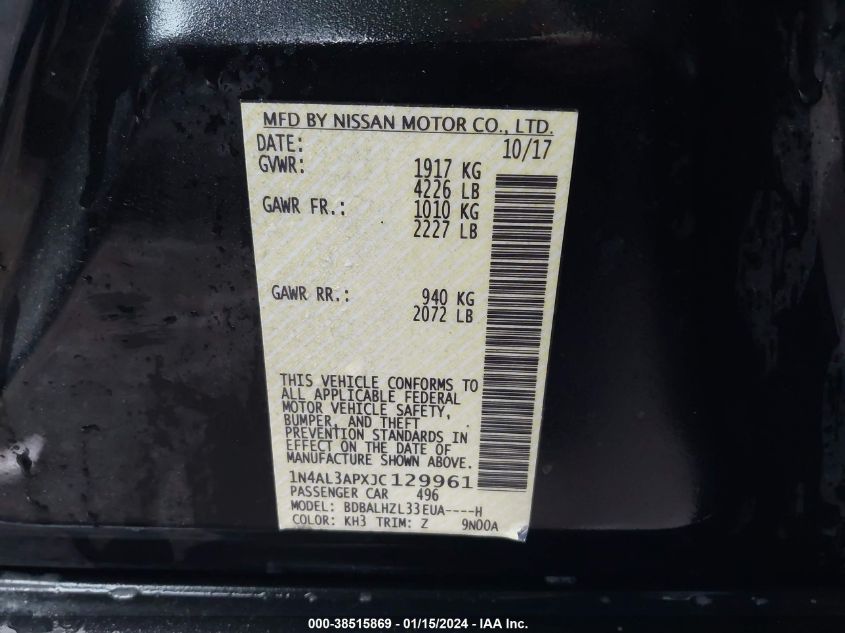 MFD BY NISSAN MOTOR CO., LTD.
DATE: 10/17
GVWR: 1917 KG
4226 LB
GAWR FR.: 1010 KG
2227 LB
GAWR RR.: 940 KG
2072 LB
THIS VEHICLE CONFORMS TO
ALL APPLICABLE FEDERAL
MOTOR VEHICLE SAFETY,
BUMPER, AND THEFT
PREVENTION STANDARDS IN
EFFECT ON THE DATE OF
MANUFACTURE SHOWN ABOVE.
1N4AL3APXJC129961
PASSENGER CAR 496
MODEL: BDBALHZL33EUA----H
COLOR: KH3 TRIM: Z 9N00A
000-38515869 - 01/15/2024 - IAA Inc.